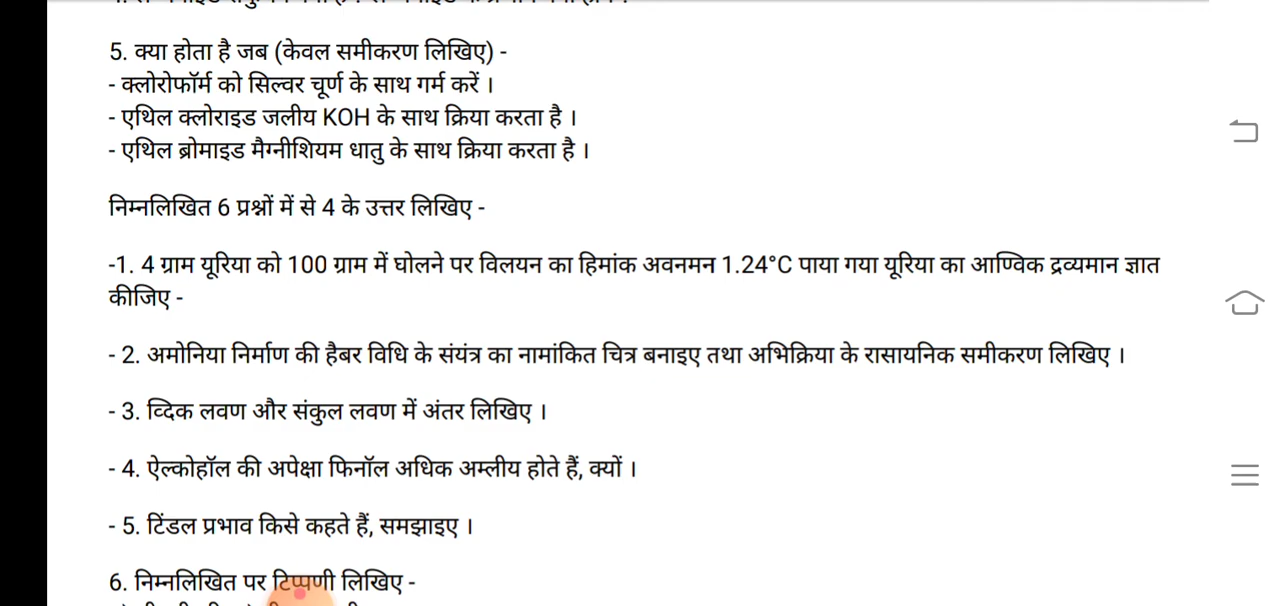 5. क्या होता है जब (केवल समीकरण लिखिए) -
- क्लोरोफॉर्म को सिल्वर चूर्ण के साथ गर्म करें ।
- एथिल क्लोराइड जलीय KOH के साथ क्रिया करता है ।
- एथिल ब्रोमाइड मैग्नीशियम धातु के साथ क्रिया करता है ।
निम्नलिखित 6 प्रश्नों में से 4 के उत्तर लिखिए -
-1. 4 ग्राम यूरिया को 100 ग्राम में घोलने पर विलयन का हिमांक अवनमन 1.24°C पाया गया यूरिया का आण्विक द्रव्यमान ज्ञात
कीजिए -
- 2. अमोनिया निर्माण की हैबर विधि के संयंत्र का नामांकित चित्र बनाइए तथा अभिक्रिया के रासायनिक समीकरण लिखिए ।
- 3. व्दिक लवण और संकुल लवण में अंतर लिखिए ।
- 4. ऐल्कोहॉल की अपेक्षा फिनॉल अधिक अम्लीय होते हैं, क्यों ।
- 5. टिंडल प्रभाव किसे कहते हैं, समझाइए ।
6. निम्नलिखित पर टिप्पणी लिखिए -